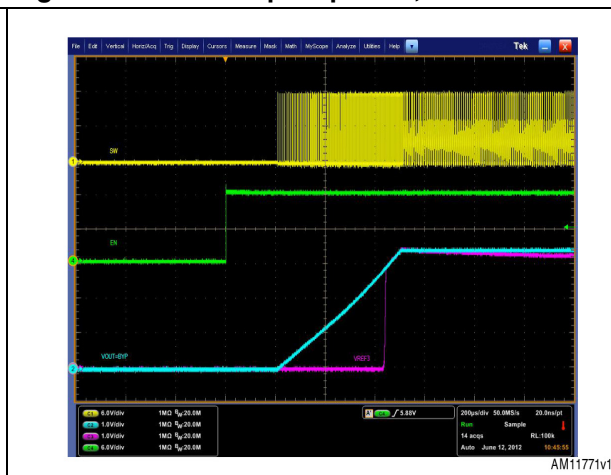 File Edit Vertical Horiz/Acq Trig Display Cursors Measure Mask Math MyScope Analyze Utilities Help Tek
SW
1
EN
4
VOUT=BYP
VREF3
2
C1 6.0V/div 1MΩ BW:20.0M
C2 1.0V/div 1MΩ BW:20.0M
C3 1.0V/div 1MΩ BW:20.0M
C4 6.0V/div 1MΩ BW:20.0M
A' C4 5.88V
200µs/div 50.0MS/s 20.0ns/pt
Run Sample
14 acqs RL:100k
Auto June 12, 2012 10:45:55
AM11771v1